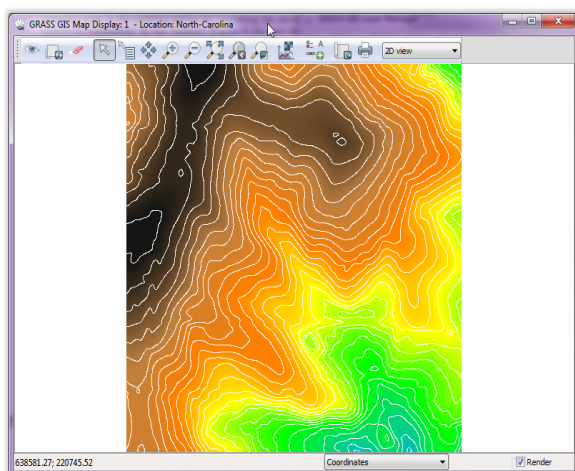 GRASS GIS Map Display: 1 - Location: North-Carolina
2D view
638581.27; 220745.52
Coordinates
Render